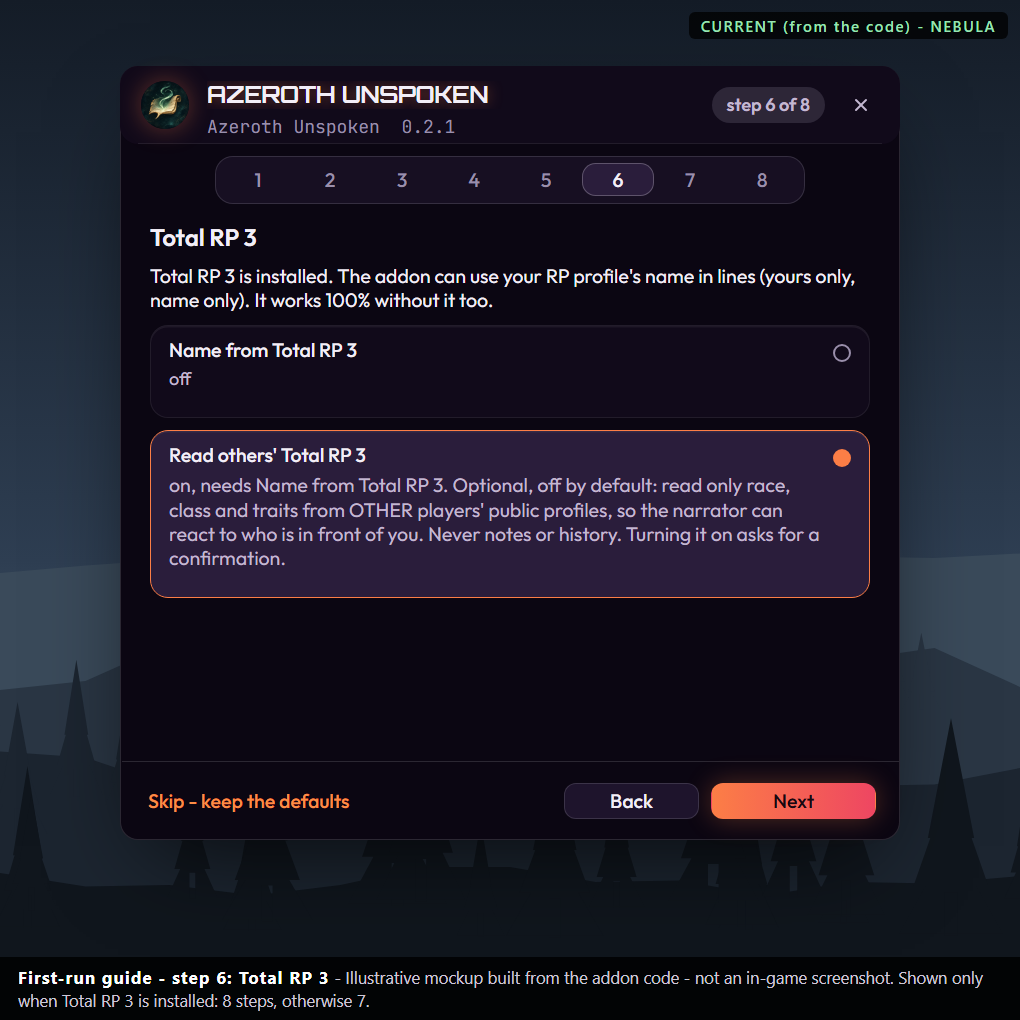 CURRENT (from the code) - NEBULA
AZEROTH UNSPOKEN
Azeroth Unspoken 0.2.1
step 6 of 8
1 2 3 4 5 6 7 8
Total RP 3
Total RP 3 is installed. The addon can use your RP profile's name in lines (yours only,
name only). It works 100% without it too.
Name from Total RP 3
off
Read others' Total RP 3
on, needs Name from Total RP 3. Optional, off by default: read only race,
class and traits from OTHER players' public profiles, so the narrator can
react to who is in front of you. Never notes or history. Turning it on asks for a
confirmation.
Skip - keep the defaults
Back
Next
First-run guide - step 6: Total RP 3 - Illustrative mockup built from the addon code - not an in-game screenshot. Shown only
when Total RP 3 is installed: 8 steps, otherwise 7.